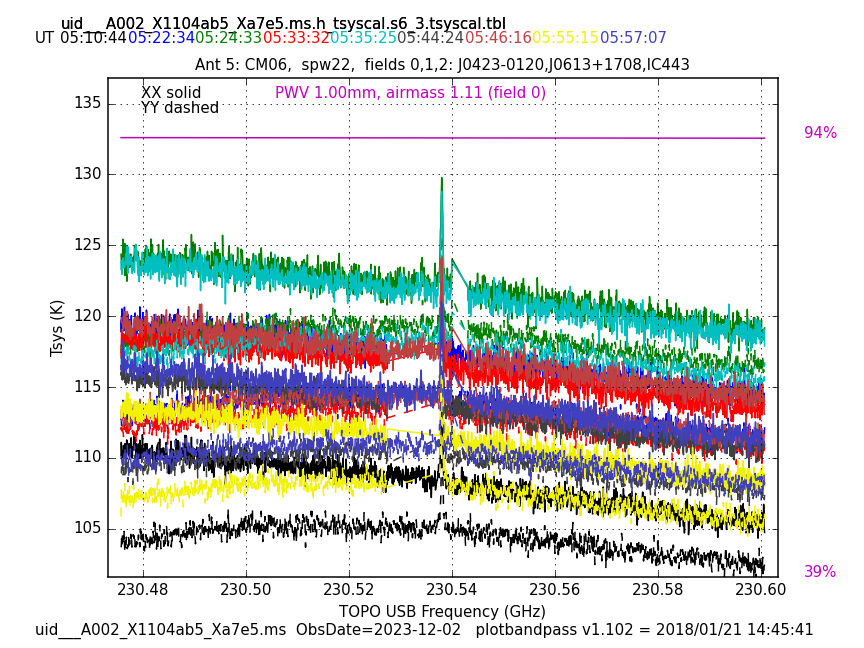 uid___A002_X1104ab5_Xa7e5.ms.h_tsyscal.s6_3.tsyscal.tbl
UT 05:10:44 05:22:34 05:24:33 05:33:32 05:35:25 05:44:24 05:46:16 05:55:15 05:57:07
Ant 5: CM06,  spw22,  fields 0,1,2: J0423-0120,J0613+1708,IC443
XX solid
YY dashed
PWV 1.00mm, airmass 1.11 (field 0)
94%
39%
135
130
125
120
115
110
105
Tsys (K)
230.48 230.50 230.52 230.54 230.56 230.58 230.60
TOPO USB Frequency (GHz)
uid___A002_X1104ab5_Xa7e5.ms  ObsDate=2023-12-02   plotbandpass v1.102 = 2018/01/21 14:45:41